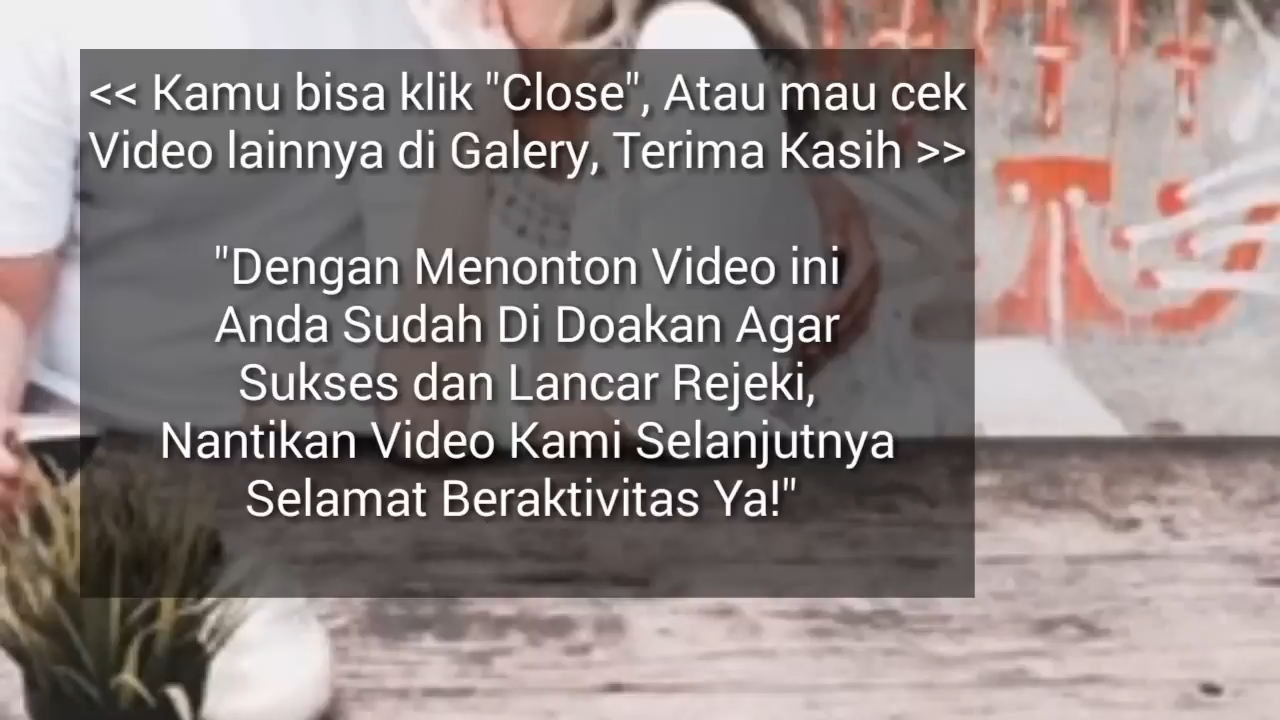 << Kamu bisa klik "Close", Atau mau cek
Video lainnya di Galery, Terima Kasih >>
"Dengan Menonton Video ini
Anda Sudah Di Doakan Agar
Sukses dan Lancar Rejeki,
Nantikan Video Kami Selanjutnya
Selamat Beraktivitas Ya!"